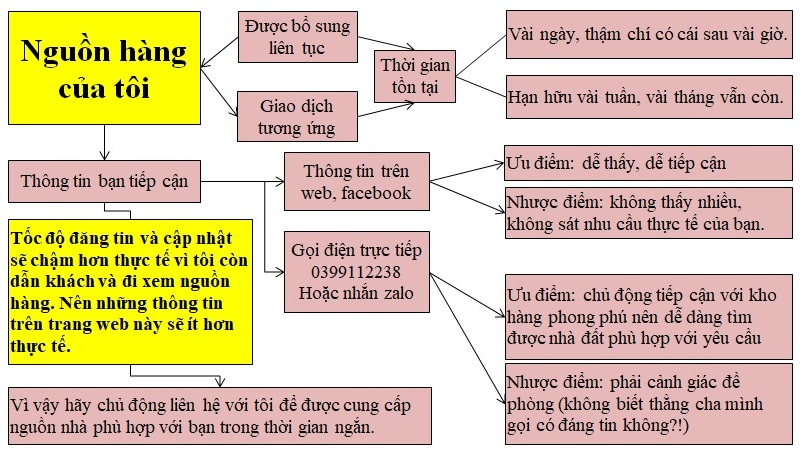 Nguồn hàng
của tôi
Được bổ sung
liên tục
Giao dịch
tương ứng
Thời gian
tồn tại
Vài ngày, thậm chí có cái sau vài giờ.
Hạn hữu vài tuần, vài tháng vẫn còn.
Thông tin bạn tiếp cận
Thông tin trên
web, facebook
Ưu điểm: dễ thấy, dễ tiếp cận
Nhược điểm: không thấy nhiều,
không sát nhu cầu thực tế của bạn.
Tốc độ đăng tin và cập nhật
sẽ chậm hơn thực tế vì tôi còn
dẫn khách và đi xem nguồn
hàng. Nên những thông tin
trên trang web này sẽ ít hơn
thực tế.
Gọi điện trực tiếp
0399112238
Hoặc nhắn zalo
Ưu điểm: chủ động tiếp cận với kho
hàng phong phú nên dễ dàng tìm
được nhà đất phù hợp với yêu cầu
Nhược điểm: phải cảnh giác đề
phòng (không biết thằng cha mình
gọi có đáng tin không?!)
Vì vậy hãy chủ động liên hệ với tôi để được cung cấp
nguồn nhà phù hợp với bạn trong thời gian ngắn.